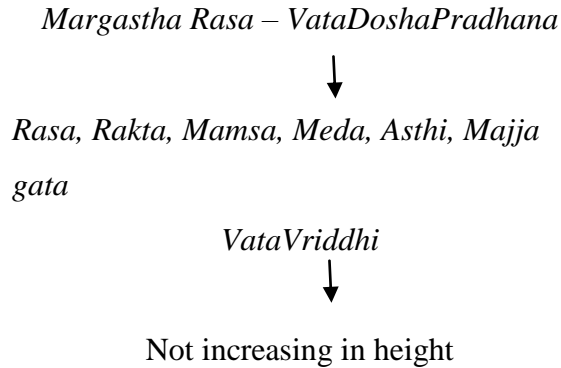 Margastha Rasa – VataDoshaPradhana
Rasa, Rakta, Mamsa, Meda, Asthi, Majja
gata
VataVriddhi
Not increasing in height